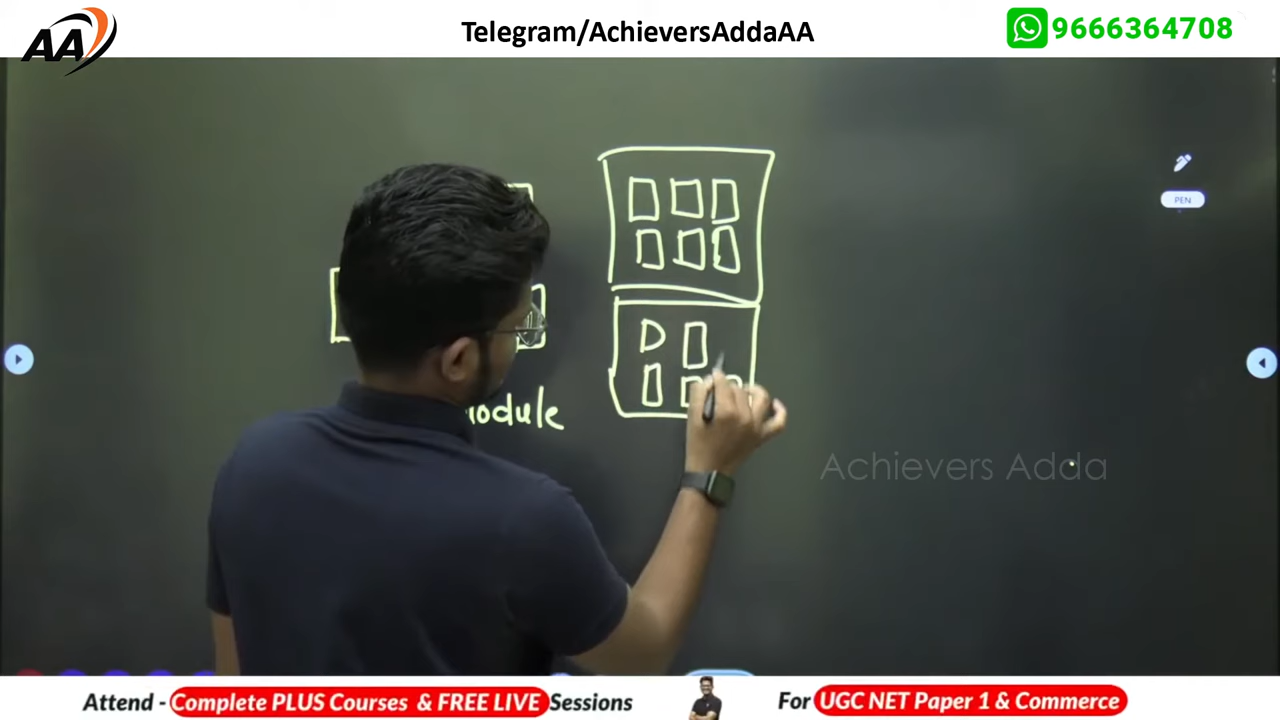 AA
Telegram/AchieversAddaAA
9666364708
PEN
module
Achievers Adda
Attend - Complete PLUS Courses & FREE LIVE Sessions
For UGC NET Paper 1 & Commerce